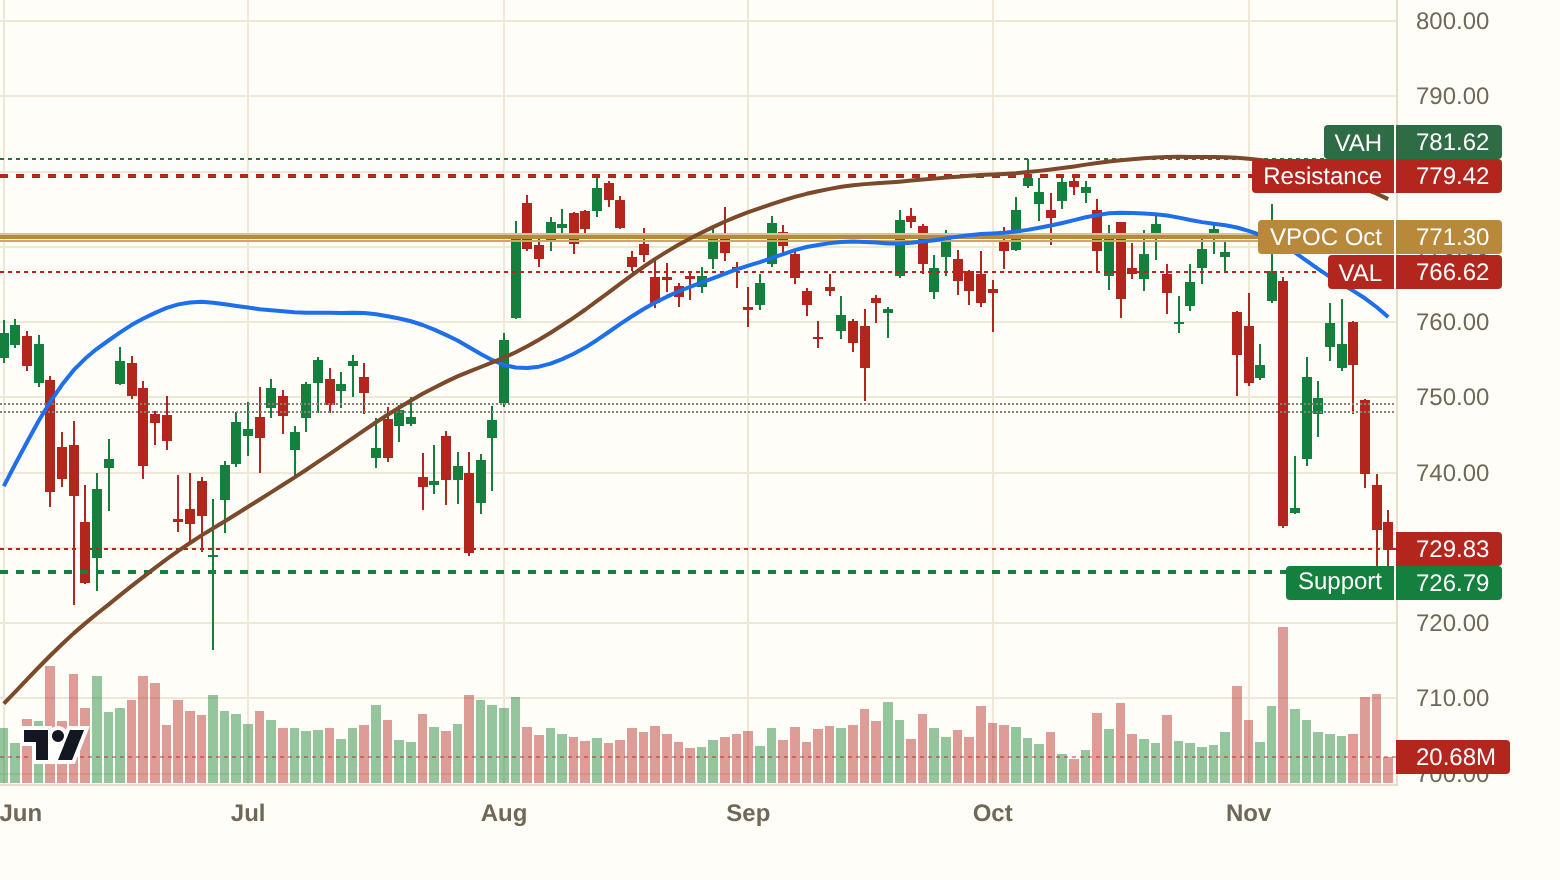 800.00
790.00
VAH 781.62
Resistance 779.42
VPOC Oct 771.30
VAL 766.62
760.00
750.00
740.00
729.83
Support 726.79
720.00
710.00
20.68M
700.00
Jun Jul Aug Sep Oct Nov